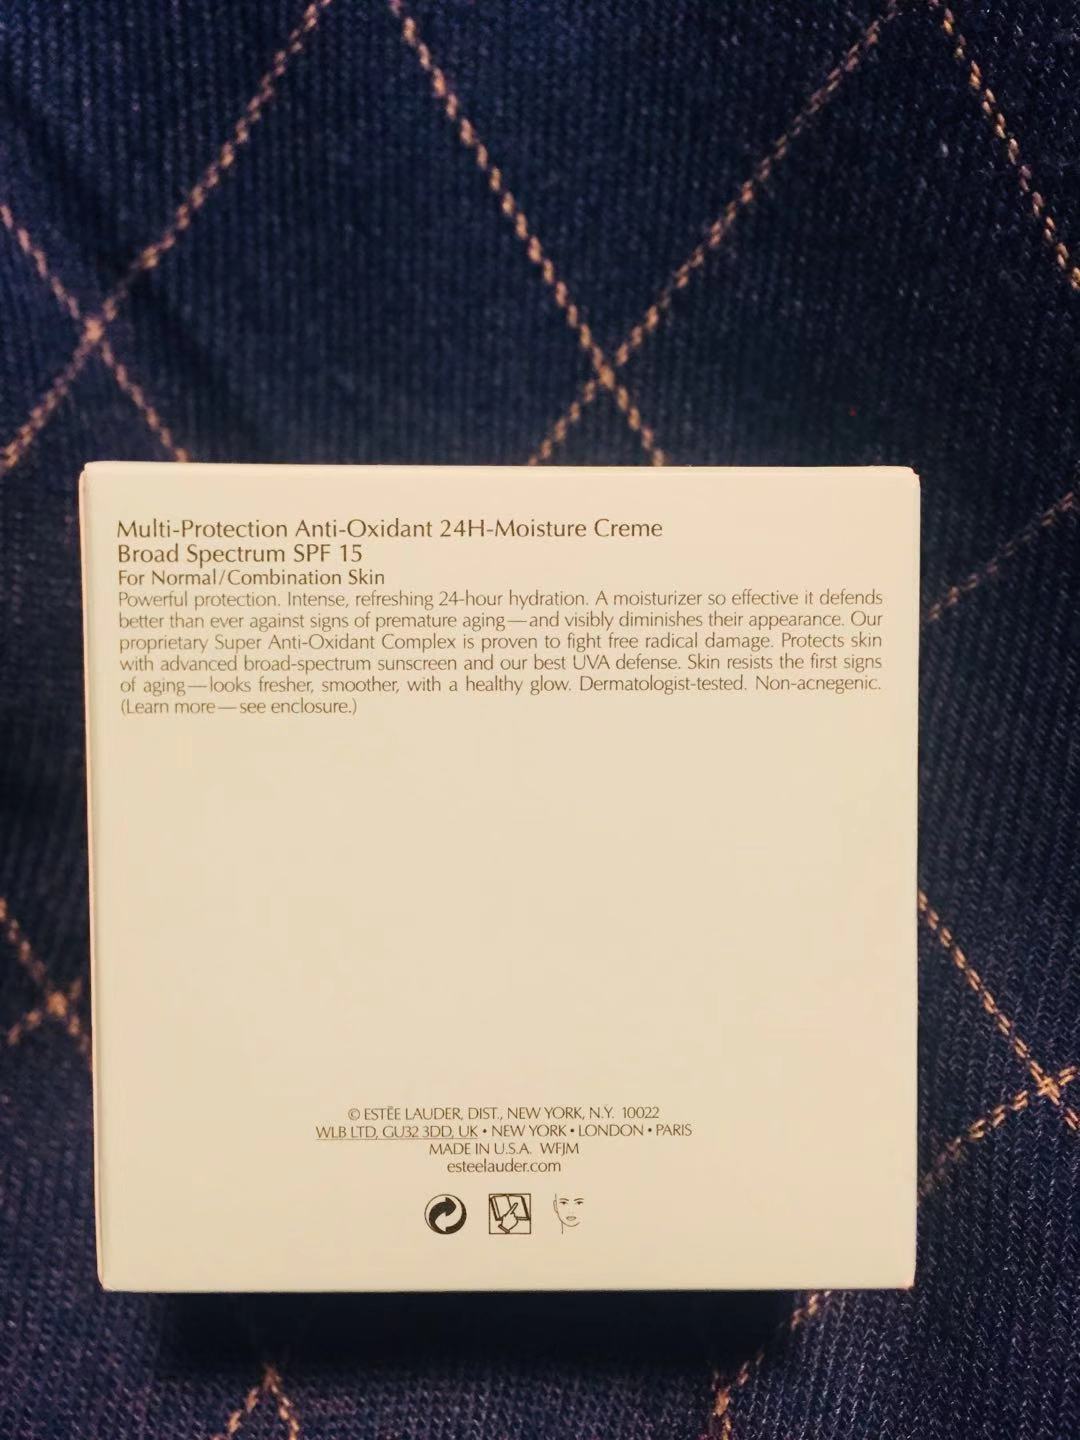 Multi-Protection Anti-Oxidant 24H-Moisture Creme
Broad Spectrum SPF 15
For Normal/Combination Skin
Powerful protection. Intense, refreshing 24-hour hydration. A moisturizer so effective it defends
better than ever against signs of premature aging—and visibly diminishes their appearance. Our
proprietary Super Anti-Oxidant Complex is proven to fight free radical damage. Protects skin
with advanced broad-spectrum sunscreen and our best UVA defense. Skin resists the first signs
of aging—looks fresher, smoother, with a healthy glow. Dermatologist-tested. Non-acnegenic.
(Learn more—see enclosure.)
© ESTĒE LAUDER, DIST., NEW YORK, N.Y. 10022
WLB LTD, GU32 3DD, UK • NEW YORK • LONDON • PARIS
MADE IN U.S.A. WFJM
esteelauder.com